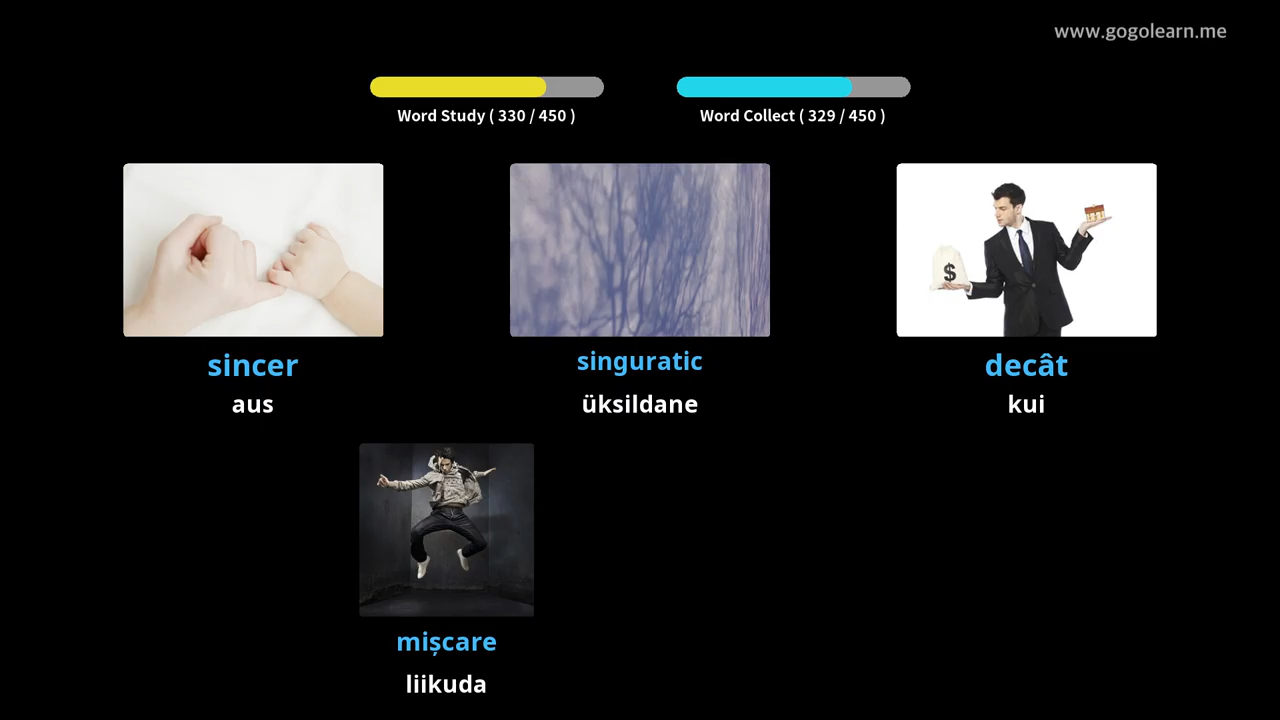 www.gogolearn.me
Word Study ( 330 / 450 )
Word Collect ( 329 / 450 )
sincer
aus
singuratic
üksildane
decât
kui
$
mișcare
liikuda